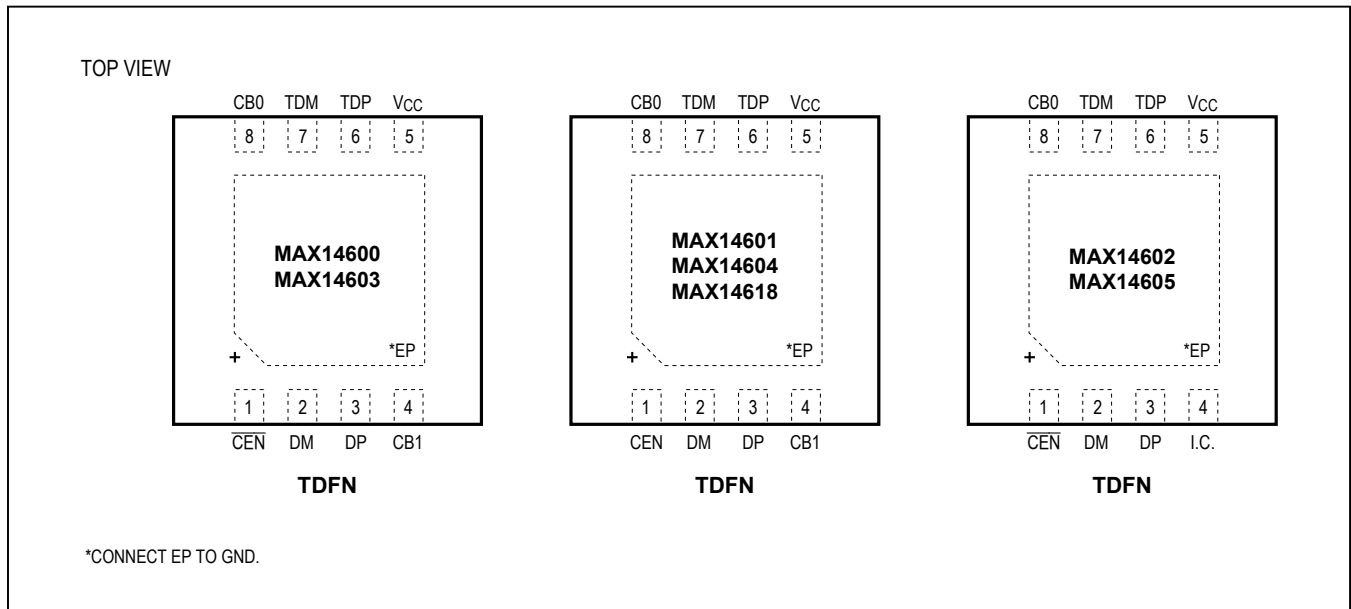 TOP VIEW
CB0 TDM TDP VCC
8 7 6 5
MAX14600
MAX14603
*EP
+
1 2 3 4
C̅E̅N̅ DM DP CB1
TDFN
CB0 TDM TDP VCC
8 7 6 5
MAX14601
MAX14604
MAX14618
*EP
+
1 2 3 4
CEN DM DP CB1
TDFN
CB0 TDM TDP VCC
8 7 6 5
MAX14602
MAX14605
*EP
+
1 2 3 4
C̅E̅N̅ DM DP I.C.
TDFN
*CONNECT EP TO GND.